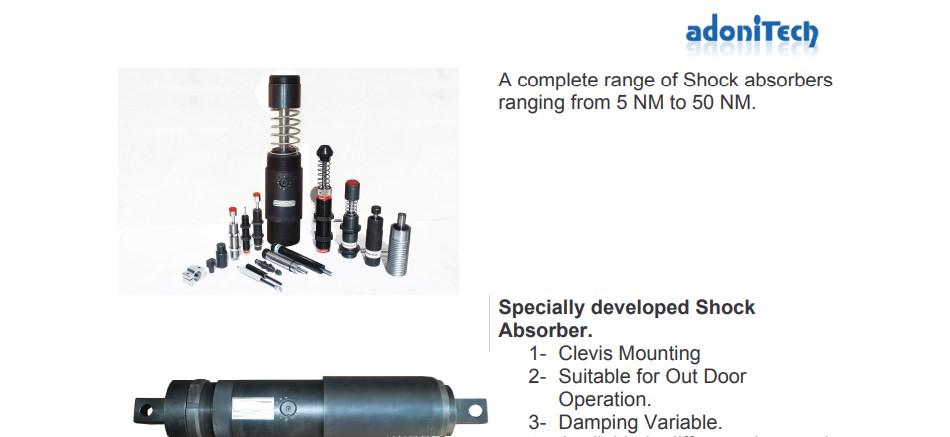 adoniTech
A complete range of Shock absorbers
ranging from 5 NM to 50 NM.
Specially developed Shock
Absorber.
1- Clevis Mounting
2- Suitable for Out Door
Operation.
3- Damping Variable.